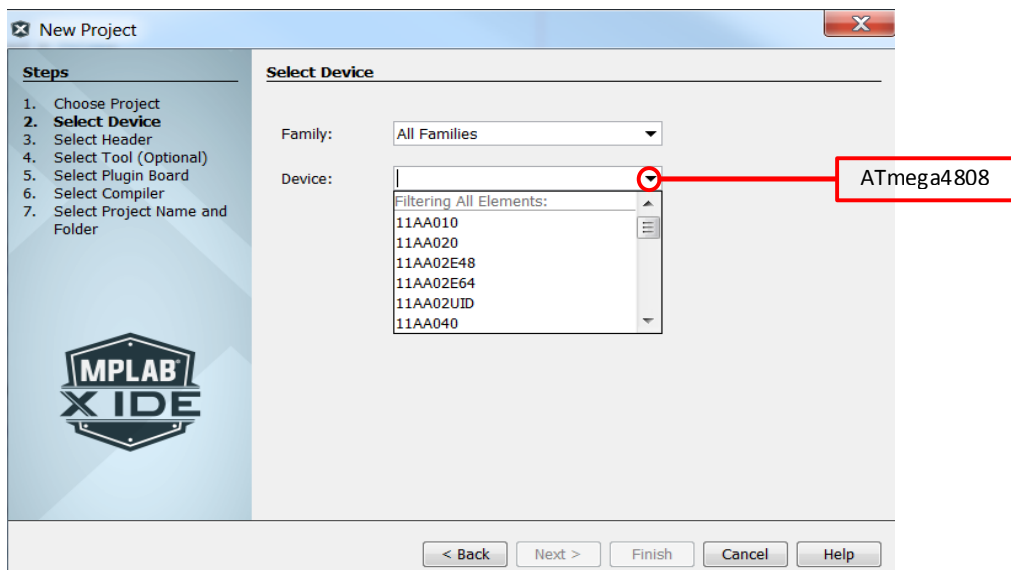 New Project
Steps
1. Choose Project
2. Select Device
3. Select Header
4. Select Tool (Optional)
5. Select Plugin Board
6. Select Compiler
7. Select Project Name and
Folder
MPLAB
X IDE
Select Device
Family: All Families
Device:
ATmega4808
Filtering All Elements:
11AA010
11AA020
11AA02E48
11AA02E64
11AA02UID
11AA040
< Back Next > Finish Cancel Help